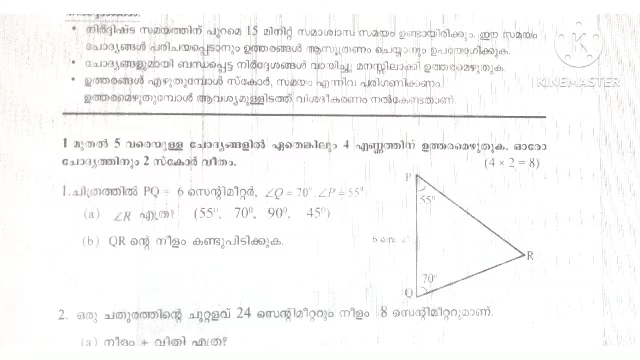 നിർദ്ദിഷ്ട സമയത്തിന് പുറമെ 15 മിനിറ്റ് സമാശ്വാസ സമയം ഉണ്ടായിരിക്കും. ഈ സമയം
ചോദ്യങ്ങൾ പരിചയപ്പെടാനും ഉത്തരങ്ങൾ ആസൂത്രണം ചെയ്യാനും ഉപയോഗിക്കുക.
• ചോദ്യങ്ങളുമായി ബന്ധപ്പെട്ട നിർദ്ദേശങ്ങൾ വായിച്ചു മനസ്സിലാക്കി ഉത്തരമെഴുതുക.
• ഉത്തരങ്ങൾ എഴുതുമ്പോൾ സ്കോർ, സമയം എന്നിവ പരിഗണിക്കണം.
ഉത്തരമെഴുതുമ്പോൾ ആവശ്യമുള്ളിടത്ത് വിശദീകരണം നൽകേണ്ടതാണ്.
KINEMASTER
1 മുതൽ 5 വരെയുള്ള ചോദ്യങ്ങളിൽ ഏതെങ്കിലും 4 എണ്ണത്തിന് ഉത്തരമെഴുതുക. ഓരോ
ചോദ്യത്തിനും 2 സ്കോർ വീതം. (4 × 2 = 8)
1. ചിത്രത്തിൽ PQ = 6 സെന്റിമീറ്റർ, ∠Q = 70° ∠P = 55°
(a) ∠R എത്ര? (55°, 70°, 90°, 45°)
(b) QR ന്റെ നീളം കണ്ടുപിടിക്കുക.
P
55°
R
70°
Q
2. ഒരു ചതുരത്തിന്റെ ചുറ്റളവ് 24 സെന്റിമീറ്ററും നീളം 8 സെന്റിമീറ്ററുമാണ്.
(a) നീളം + വീതി എത്ര?